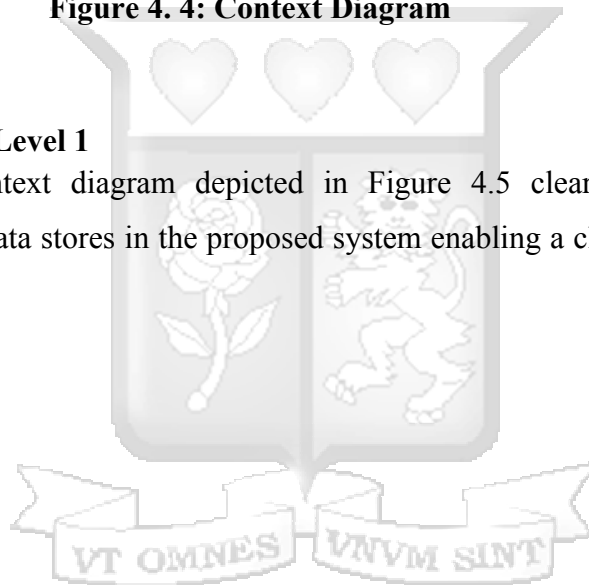 Figure 4. 4: Context Diagram
Level 1
ntext diagram depicted in Figure 4.5 clear
ata stores in the proposed system enabling a c
VT OMNES VNVM SINT